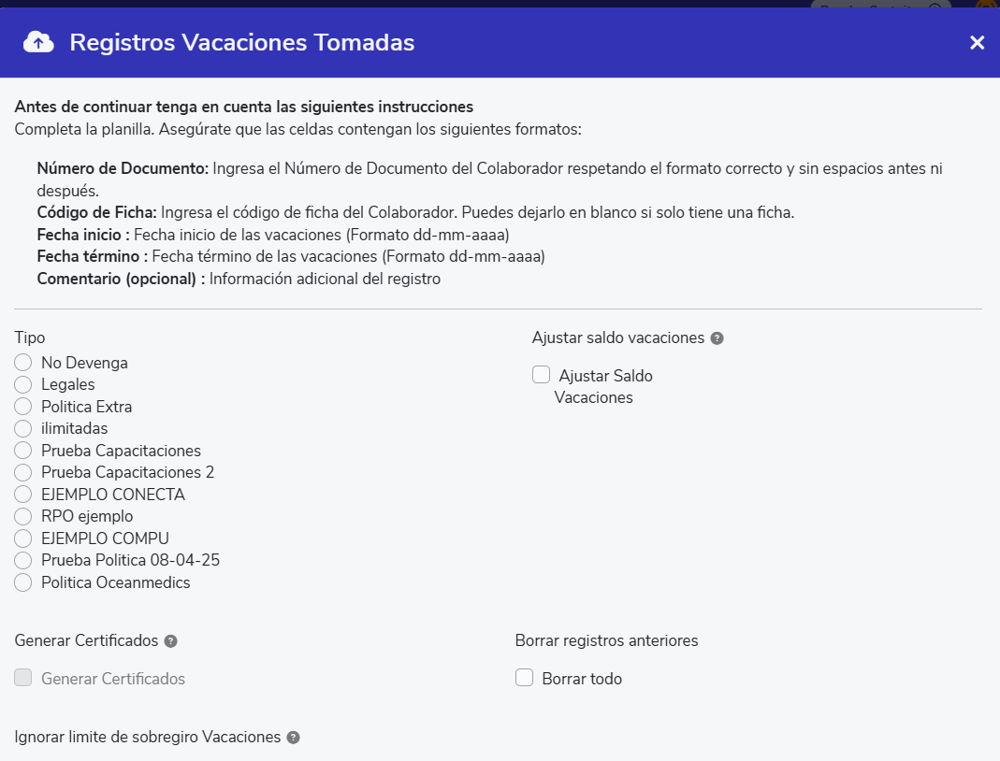 Registros Vacaciones Tomadas
Antes de continuar tenga en cuenta las siguientes instrucciones
Completa la planilla. Asegúrate que las celdas contengan los siguientes formatos:
Número de Documento: Ingresa el Número de Documento del Colaborador respetando el formato correcto y sin espacios antes ni
después.
Código de Ficha: Ingresa el código de ficha del Colaborador. Puedes dejarlo en blanco si solo tiene una ficha.
Fecha inicio : Fecha inicio de las vacaciones (Formato dd-mm-aaaa)
Fecha término : Fecha término de las vacaciones (Formato dd-mm-aaaa)
Comentario (opcional) : Información adicional del registro
Tipo
No Devenga
Legales
Politica Extra
ilimitadas
Prueba Capacitaciones
Prueba Capacitaciones 2
EJEMPLO CONECTA
RPO ejemplo
EJEMPLO COMPU
Prueba Politica 08-04-25
Politica Oceanmedics
Ajustar saldo vacaciones ?
Ajustar Saldo
Vacaciones
Generar Certificados ?
Generar Certificados
Borrar registros anteriores
Borrar todo
Ignorar limite de sobregiro Vacaciones ?